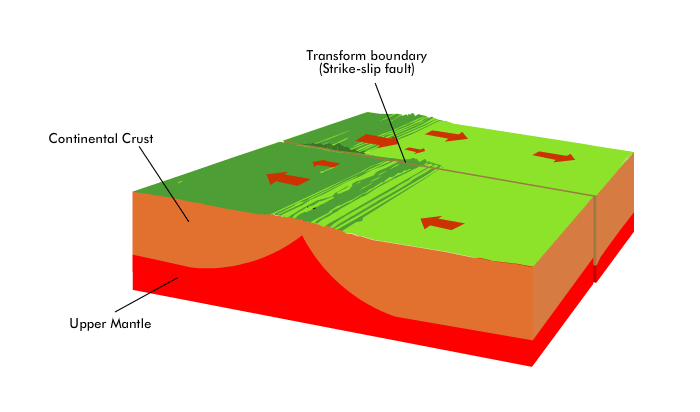 Transform boundary
(Strike-slip fault)
Continental Crust
Upper Mantle